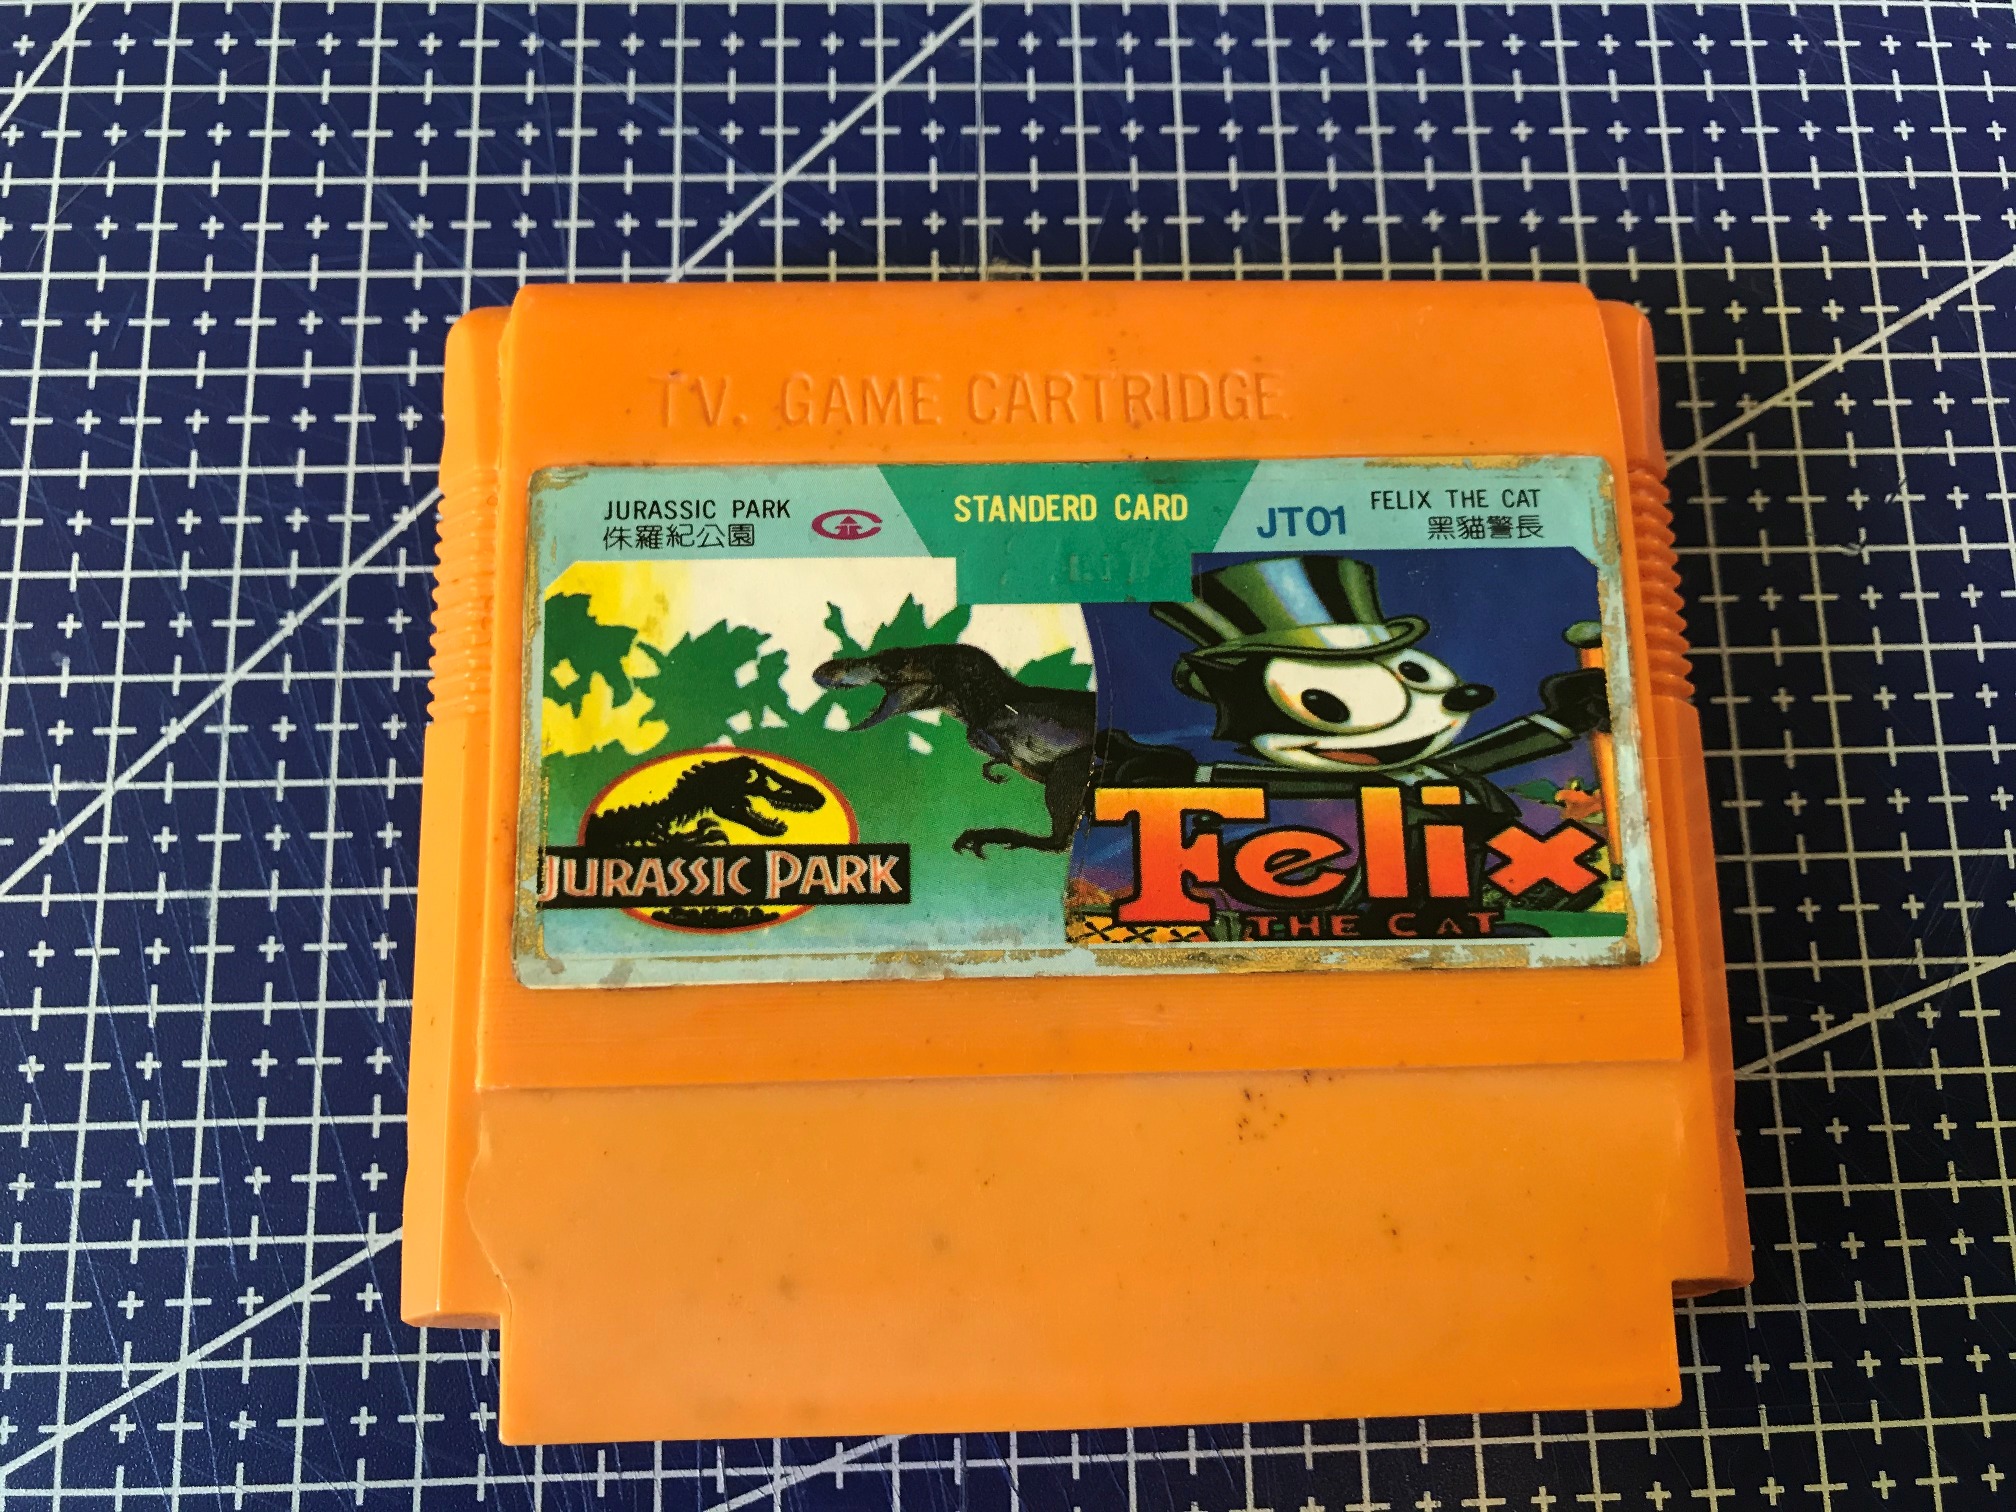 TV. GAME CARTRIDGE
JURASSIC PARK
侏羅紀公園
STANDERD CARD
JT01
FELIX THE CAT
黑貓警長
JURASSIC PARK
Felix
THE CAT